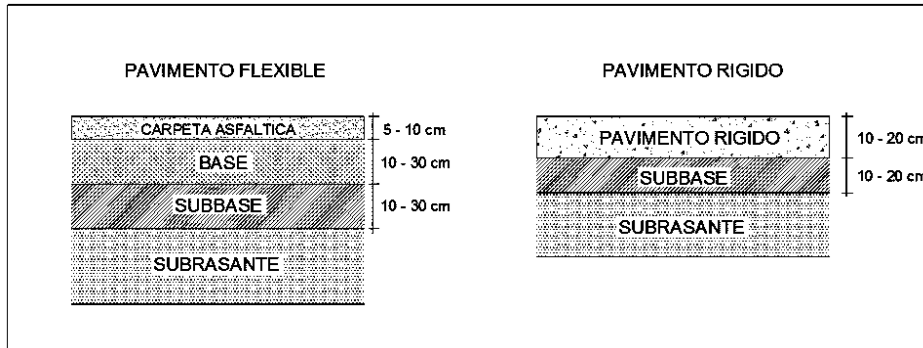 PAVIMENTO FLEXIBLE
CARPETA ASFALTICA
5 - 10 cm
BASE
10 - 30 cm
SUBBASE
10 - 30 cm
SUBRASANTE
PAVIMENTO RIGIDO
PAVIMENTO RIGIDO
10 - 20 cm
SUBBASE
10 - 20 cm
SUBRASANTE